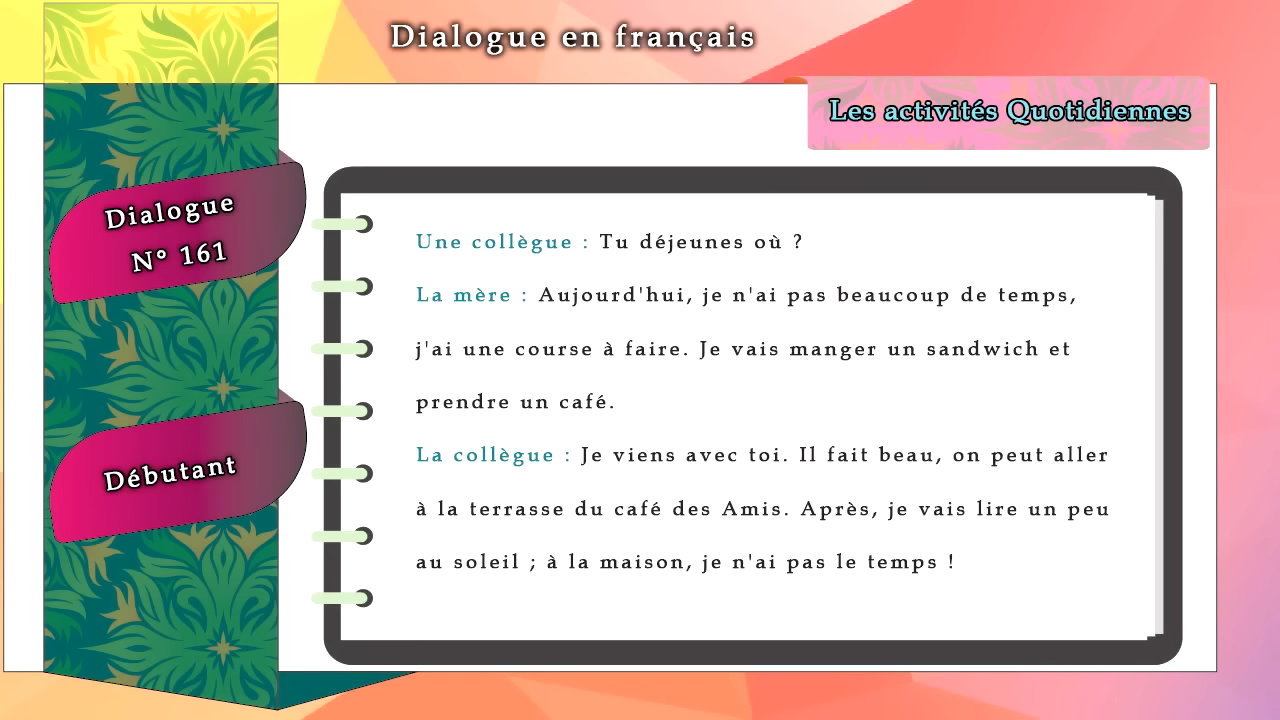 Dialogue en français
Les activités Quotidiennes
Dialogue
N° 161
Débutant
Une collègue : Tu déjeunes où ?
La mère : Aujourd'hui, je n'ai pas beaucoup de temps,
j'ai une course à faire. Je vais manger un sandwich et
prendre un café.
La collègue : Je viens avec toi. Il fait beau, on peut aller
à la terrasse du café des Amis. Après, je vais lire un peu
au soleil ; à la maison, je n'ai pas le temps !